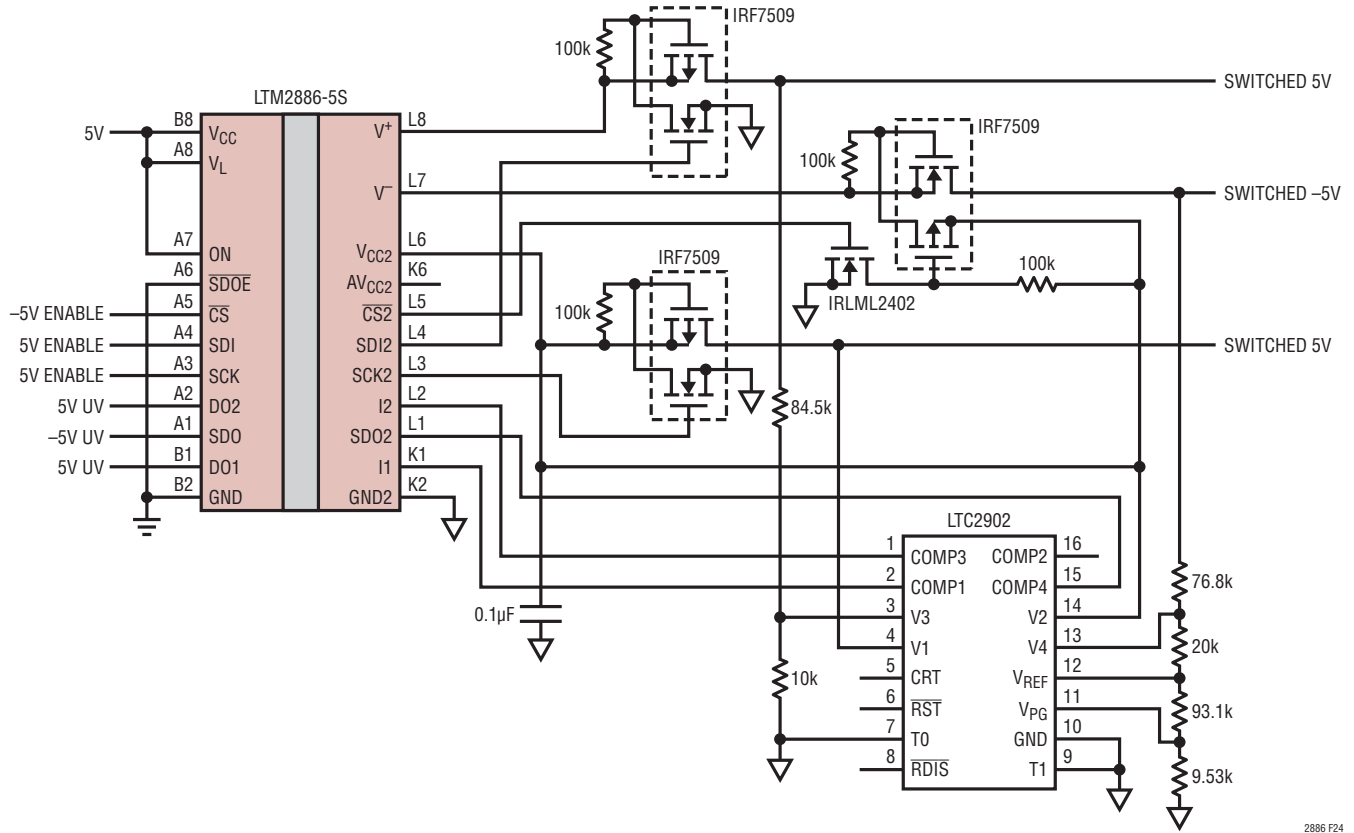 IRF7509
100k
SWITCHED 5V
LTM2886-5S
5V
B8
VCC
A8
VL
A7
ON
A6
SDOE
–5V ENABLE
A5
CS
5V ENABLE
A4
SDI
5V ENABLE
A3
SCK
5V UV
A2
DO2
–5V UV
A1
SDO
5V UV
B1
DO1
B2
GND
V+
L8
V–
L7
VCC2
L6
AVCC2
K6
CS2
L5
SDI2
L4
SCK2
L3
I2
L2
SDO2
L1
I1
K1
GND2
K2
IRF7509
100k
SWITCHED –5V
IRF7509
100k
IRLML2402
100k
SWITCHED 5V
84.5k
0.1µF
10k
LTC2902
1
COMP3
2
COMP1
3
V3
4
V1
5
CRT
6
RST
7
T0
8
RDIS
COMP2
16
COMP4
15
V2
14
V4
13
VREF
12
VPG
11
GND
10
T1
9
76.8k
20k
93.1k
9.53k
2886 F24